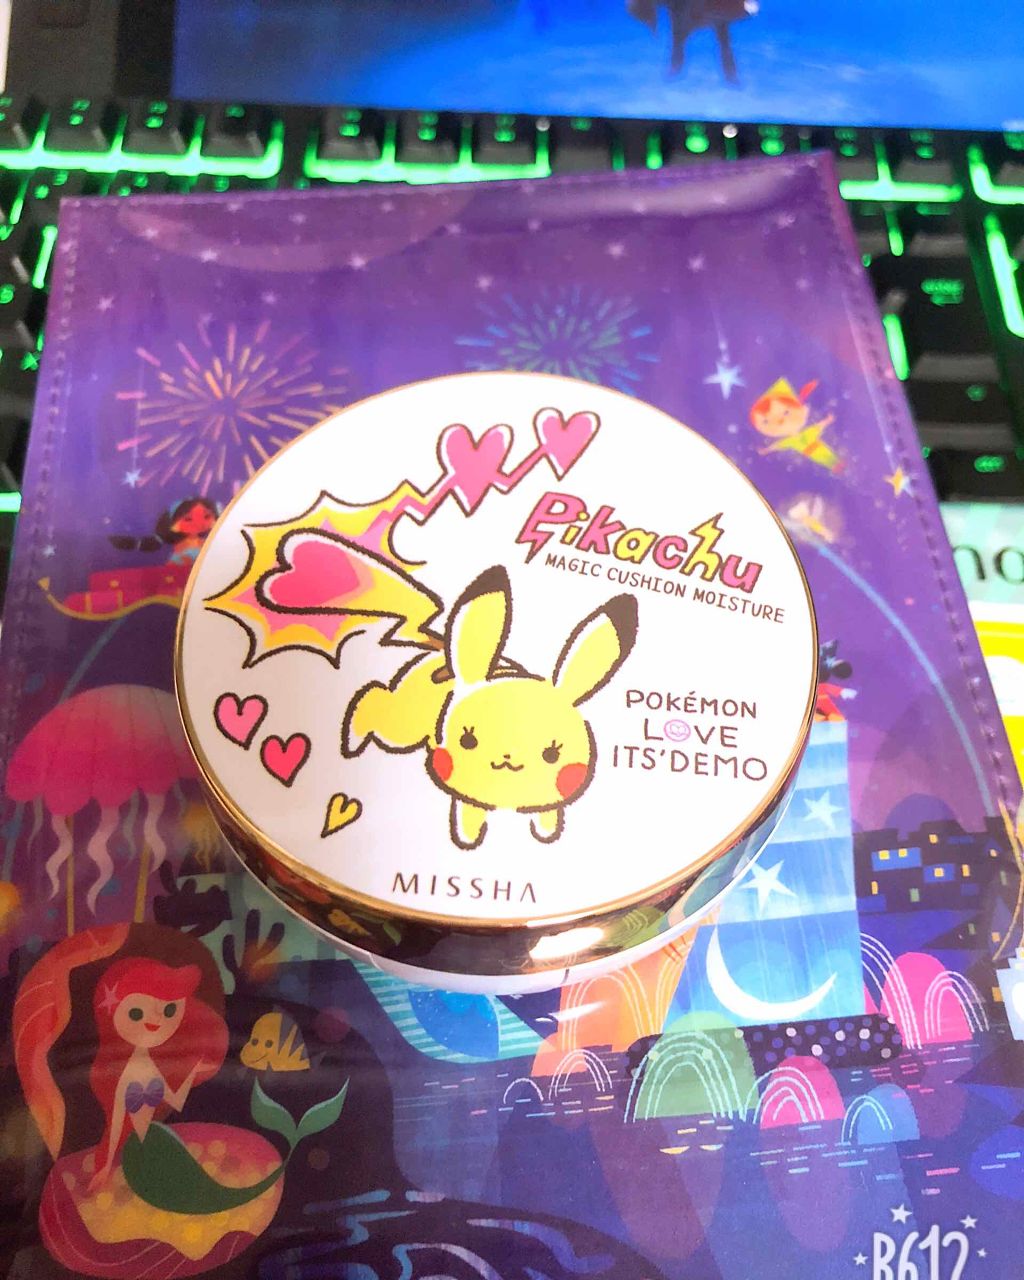 Pikachu
MAGIC CUSHION MOISTURE
POKÉMON
LOVE
ITS'DEMO
MISSHA
B612